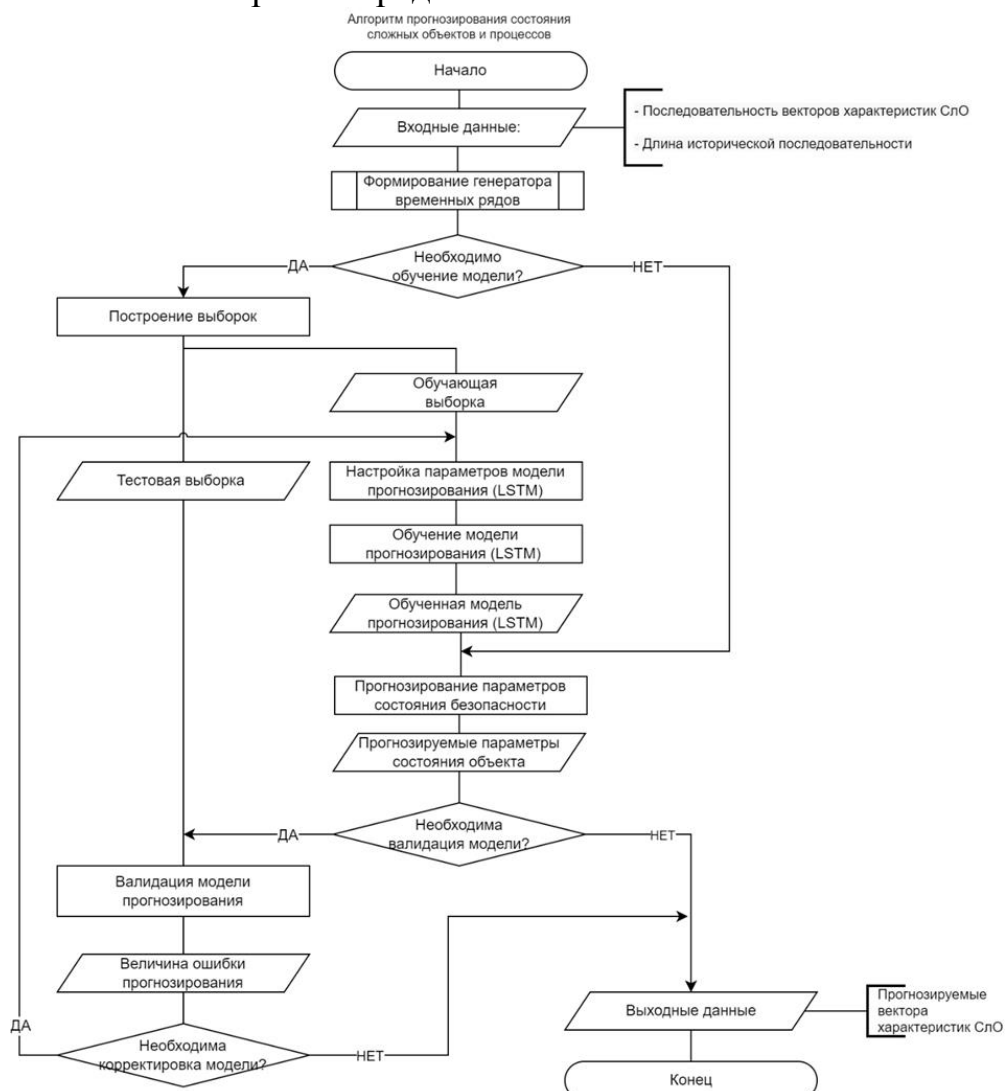 Алгоритм прогнозирования состояния
сложных объектов и процессов
Начало
Входные данные:
- Последовательность векторов характеристик СлО
- Длина исторической последовательности
Формирование генератора
временных рядов
Необходимо
обучение модели?
ДА
НЕТ
Построение выборок
Обучающая
выборка
Тестовая выборка
Настройка параметров модели
прогнозирования (LSTM)
Обучение модели
прогнозирования (LSTM)
Обученная модель
прогнозирования (LSTM)
Прогнозирование параметров
состояния безопасности
Прогнозируемые параметры
состояния объекта
Необходима
валидация модели?
ДА
НЕТ
Валидация модели
прогнозирования
Величина ошибки
прогнозирования
Необходима
корректировка модели?
ДА
НЕТ
Выходные данные
Прогнозируемые
вектора
характеристик СлО
Конец